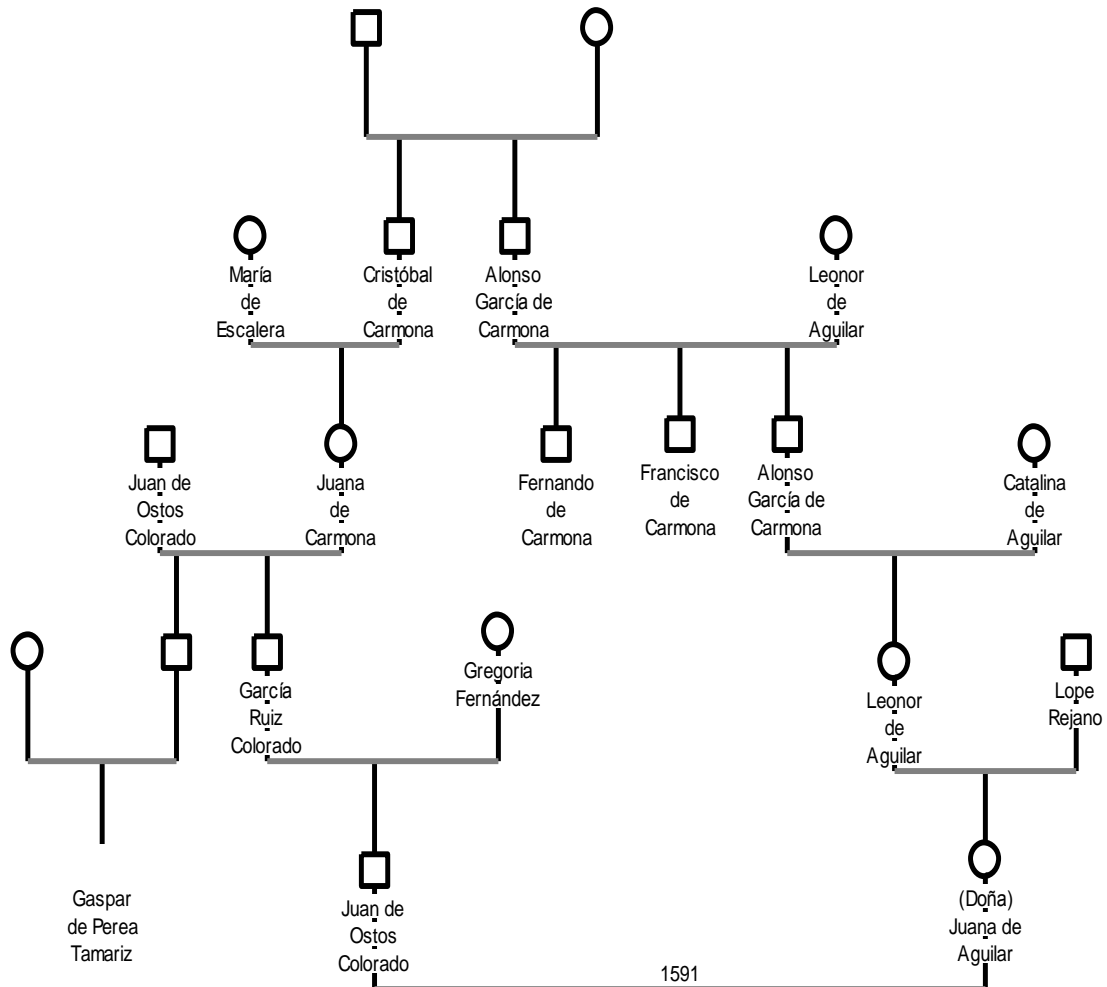 María
de
Escalera
Cristóbal
de
Carmona
Alonso
García de
Carmona
Leonor
de
Aguilar
Juan de
Ostos
Colorado
Juana
de
Carmona
Fernando
de
Carmona
Francisco
de
Carmona
Alonso
García de
Carmona
Catalina
de
Aguilar
García
Ruiz
Colorado
Gregoria
Fernández
Leonor
de
Aguilar
Lope
Rejano
Gaspar
de Perea
Tamariz
Juan de
Ostos
Colorado
(Doña)
Juana de
Aguilar
1591